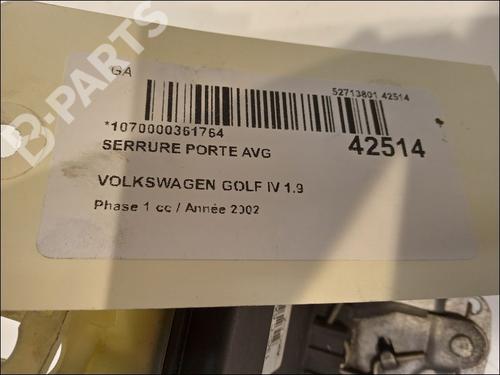 B-PARTS
GA
52713801 42514
*1070000361764
42514
SERRURE PORTE AVG
VOLKSWAGEN GOLF IV 1.9
Phase 1 cc / Année 2002